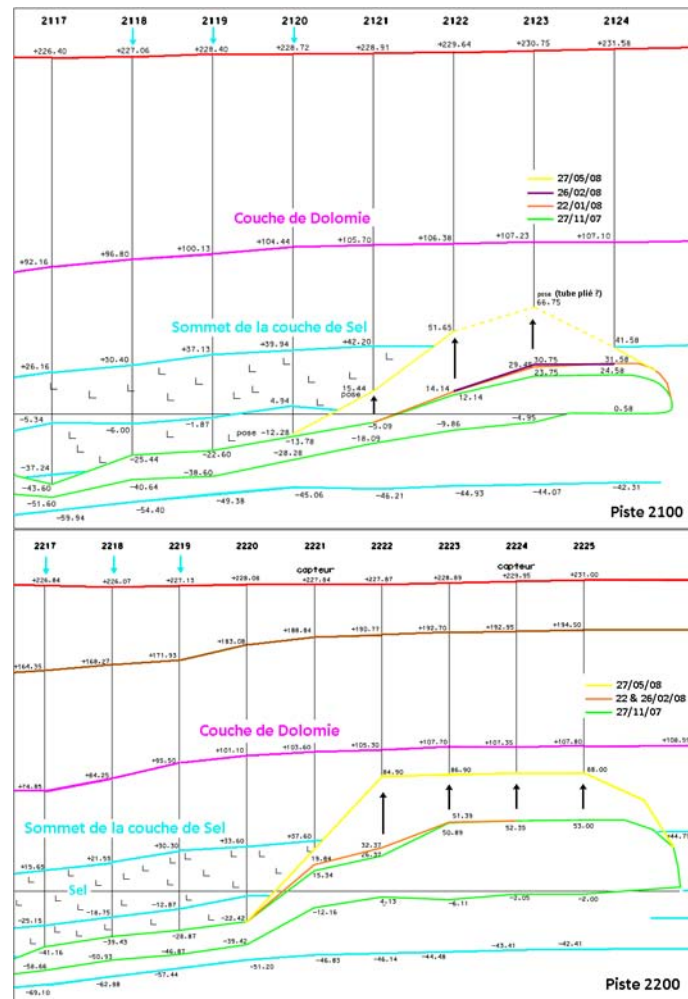 2117 2118 2119 2120 2121 2122 2123 2124
+226.40 +227.06 +228.40 +228.72 +228.91 +229.64 +230.75 +231.58
27/05/08
26/02/08
22/01/08
27/11/07
Couche de Dolomie
+92.16 +96.80 +100.13 +104.44 +105.70 +106.38 +107.23 +107.10
pose (tube plié ?)
66.75
Sommet de la couche de Sel
+26.16 +30.40 +37.13 +39.94 +42.20 51.65 41.58
15.44 14.14 29.49 30.75 31.58
pose 12.14 23.75 24.58
-5.34 -6.00 -1.87 4.94 -5.09 -4.95 0.58
pose -12.28 -13.78 -18.09 -9.86
-37.24 -25.44 -22.60 -28.28
-43.60 -40.64 -38.60
-51.60 -54.40 -49.38 -45.06 -46.21 -44.93 -44.07 -42.31
-59.94
Piste 2100
2217 2218 2219 2220 2221 2222 2223 2224 2225
capteur capteur
+226.84 +226.07 +227.13 +228.08 +227.84 +227.87 +228.89 +229.95 +231.00
+164.35 +168.27 +171.93 +183.08 +188.84 +190.77 +192.70 +192.95 +194.50
27/05/08
22 & 26/02/08
27/11/07
Couche de Dolomie
+74.85 +84.25 +95.50 +101.10 +103.60 +105.30 +107.70 +107.35 +107.80 +108.55
84.90 86.90 88.00
Sommet de la couche de Sel
+15.65 +21.55 +30.30 +33.60 +37.60 51.39 +44.75
19.84 32.37 50.89 52.35 53.00
15.34 26.37
Sel
-25.15 -18.75 -12.87 -22.42 -12.16 4.13 -6.11 -2.05 -2.00
-41.16 -39.43 -28.87 -39.42
-58.66 -50.93 -46.87
-69.10 -62.88 -57.44 -51.20 -46.83 -46.14 -44.48 -43.41 -42.41
Piste 2200